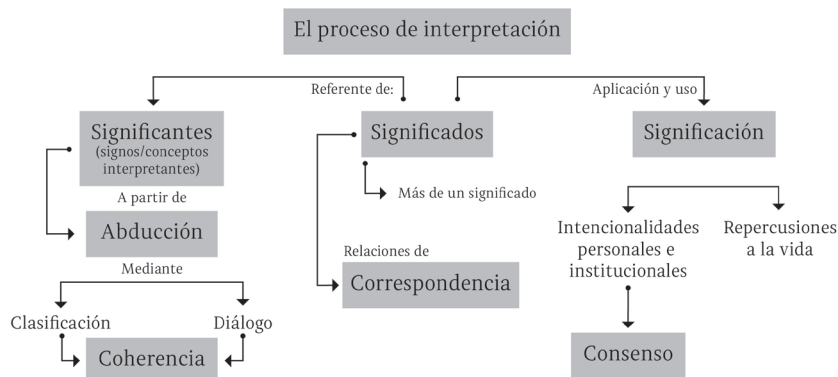 El proceso de interpretación
Referente de:
Aplicación y uso
Significantes
(signos/conceptos
interpretantes)
Significados
Significación
A partir de
Más de un significado
Abducción
Intencionalidades
personales e
institucionales
Repercusiones
a la vida
Mediante
Relaciones de
Correspondencia
Clasificación
Diálogo
Coherencia
Consenso